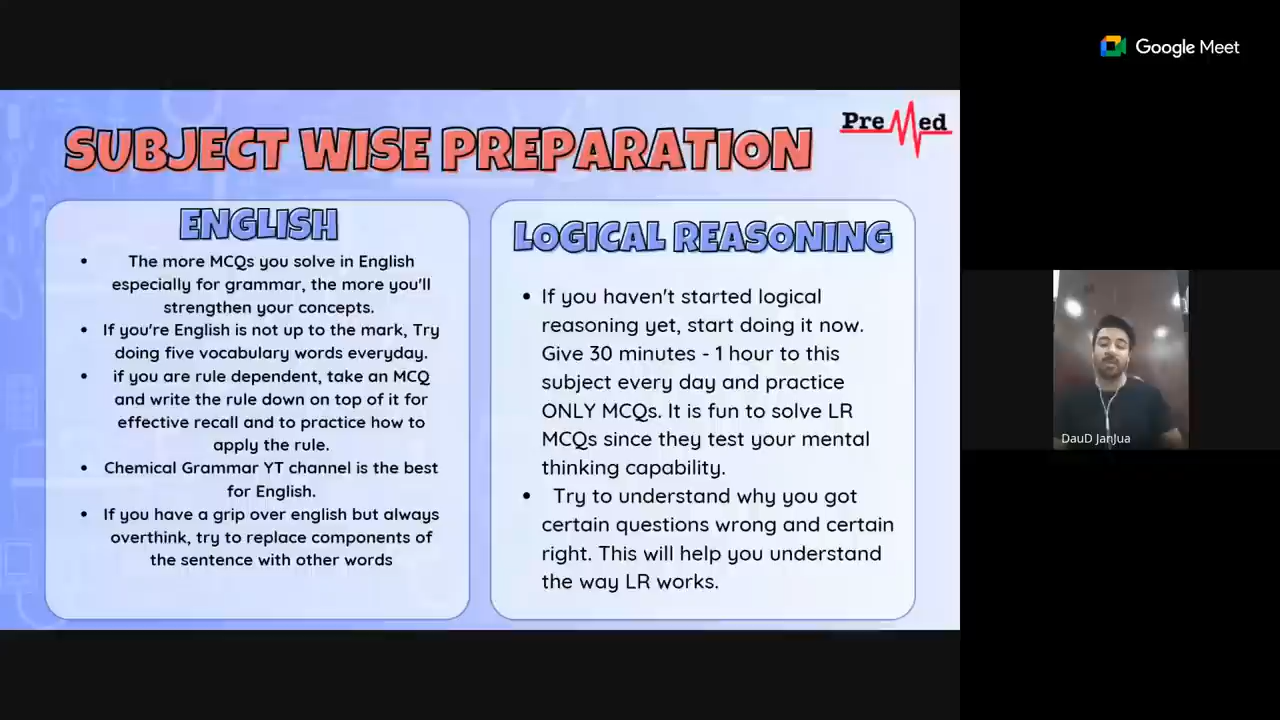 Google Meet
PreMed
SUBJECT WISE PREPARATION
ENGLISH
• The more MCQs you solve in English
especially for grammar, the more you'll
strengthen your concepts.
• If you're English is not up to the mark, Try
doing five vocabulary words everyday.
• if you are rule dependent, take an MCQ
and write the rule down on top of it for
effective recall and to practice how to
apply the rule.
• Chemical Grammar YT channel is the best
for English.
• If you have a grip over english but always
overthink, try to replace components of
the sentence with other words
LOGICAL REASONING
• If you haven't started logical
reasoning yet, start doing it now.
Give 30 minutes - 1 hour to this
subject every day and practice
ONLY MCQs. It is fun to solve LR
MCQs since they test your mental
thinking capability.
• Try to understand why you got
certain questions wrong and certain
right. This will help you understand
the way LR works.
DauD JanJua